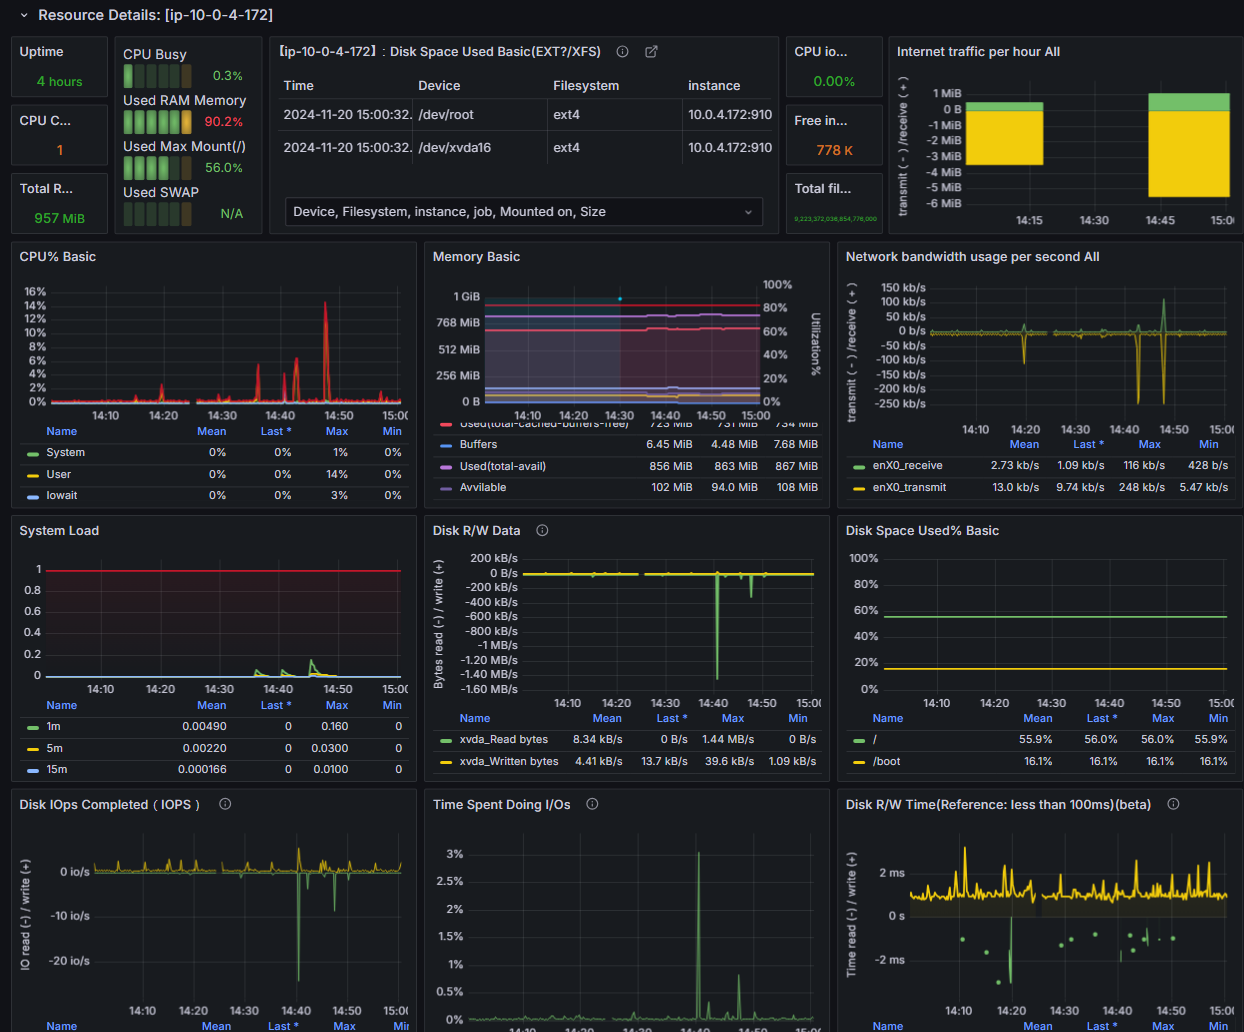 Resource Details: [ip-10-0-4-172]
Uptime
4 hours
CPU C...
1
Total R...
957 MiB
CPU Busy
0.3%
Used RAM Memory
90.2%
Used Max Mount(/)
56.0%
Used SWAP
N/A
【ip-10-0-4-172】: Disk Space Used Basic(EXT?/XFS)
Time Device Filesystem instance
2024-11-20 15:00:32. /dev/root ext4 10.0.4.172:910
2024-11-20 15:00:32. /dev/xvda16 ext4 10.0.4.172:910
Device, Filesystem, instance, job, Mounted on, Size
CPU io...
0.00%
Free in...
778 K
Total fil...
Internet traffic per hour All
transmit ( - ) /receive ( + )
1 MiB
0 B
-1 MiB
-2 MiB
-3 MiB
-4 MiB
-5 MiB
-6 MiB
14:15 14:30 14:45 15:0
CPU% Basic
16%
14%
12%
10%
8%
6%
4%
2%
0%
14:10 14:20 14:30 14:40 14:50 15:0
Name Mean Last * Max Min
System 0% 0% 1% 0%
User 0% 0% 14% 0%
Iowait 0% 0% 3% 0%
Memory Basic
1 GiB
768 MiB
512 MiB
256 MiB
0 B
100%
80%
60%
40%
20%
0%
Utilization%
14:10 14:20 14:30 14:40 14:50 15:00
Used(total-cached-buffers-free) 723 MiB 731 MiB 734 MiB
Buffers 6.45 MiB 4.48 MiB 7.68 MiB
Used(total-avail) 856 MiB 863 MiB 867 MiB
Avvilable 102 MiB 94.0 MiB 108 MiB
Network bandwidth usage per second All
transmit ( - ) /receive ( + )
150 kb/s
100 kb/s
50 kb/s
0 b/s
-50 kb/s
-100 kb/s
-150 kb/s
-200 kb/s
-250 kb/s
14:10 14:20 14:30 14:40 14:50 15:0
Name Mean Last * Max Min
enX0_receive 2.73 kb/s 1.09 kb/s 116 kb/s 428 b/s
enX0_transmit 13.0 kb/s 9.74 kb/s 248 kb/s 5.47 kb/s
System Load
1
0.8
0.6
0.4
0.2
0
14:10 14:20 14:30 14:40 14:50 15:0
Name Mean Last * Max Min
1m 0.00490 0 0.160 0
5m 0.00220 0 0.0300 0
15m 0.000166 0 0.0100 0
Disk R/W Data
Bytes read (-) / write (+)
200 kB/s
0 B/s
-200 kB/s
-400 kB/s
-600 kB/s
-800 kB/s
-1 MB/s
-1.20 MB/s
-1.40 MB/s
-1.60 MB/s
14:10 14:20 14:30 14:40 14:50 15:0
Name Mean Last * Max Min
xvda_Read bytes 8.34 kB/s 0 B/s 1.44 MB/s 0 B/s
xvda_Written bytes 4.41 kB/s 13.7 kB/s 39.6 kB/s 1.09 kB/s
Disk Space Used% Basic
100%
80%
60%
40%
20%
0%
14:10 14:20 14:30 14:40 14:50 15:0
Name Mean Last * Max Min
/ 55.9% 56.0% 56.0% 55.9%
/boot 16.1% 16.1% 16.1% 16.1%
Disk IOps Completed（IOPS）
IO read (-) / write (+)
0 io/s
-10 io/s
-20 io/s
14:10 14:20 14:30 14:40 14:50 15:0
Name Mean Last * Max Mi
Time Spent Doing I/Os
3%
2.5%
2%
1.5%
1%
0.5%
0%
14:10 14:20 14:30 14:40 14:50 15:0
Disk R/W Time(Reference: less than 100ms)(beta)
Time read (-) / write (+)
2 ms
0 s
-2 ms
14:10 14:20 14:30 14:40 14:50 15:0
Name Mean Last * Max Min